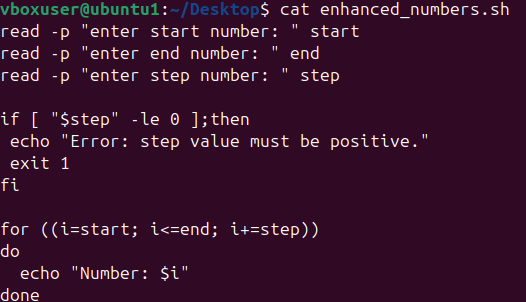 vboxuser@ubuntu1:~/Desktop$ cat enhanced_numbers.sh
read -p "enter start number: " start
read -p "enter end number: " end
read -p "enter step number: " step

if [ "$step" -le 0 ];then
 echo "Error: step value must be positive."
 exit 1
fi

for ((i=start; i<=end; i+=step))
do
  echo "Number: $i"
done